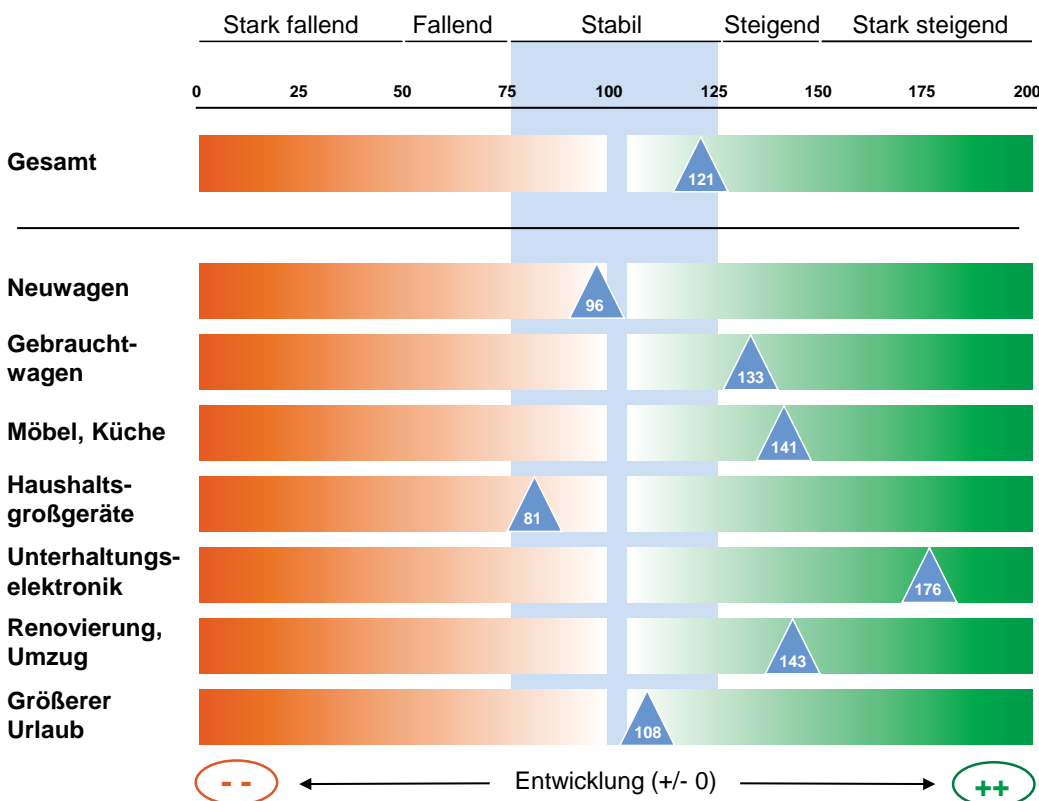 Stark fallend Fallend Stabil Steigend Stark steigend
0 25 50 75 100 125 150 175 200
Gesamt
121
Neuwagen
96
Gebraucht-
wagen
133
Möbel, Küche
141
Haushalts-
großgeräte
81
Unterhaltungs-
elektronik
176
Renovierung,
Umzug
143
Größerer
Urlaub
108
- - Entwicklung (+/- 0) ++